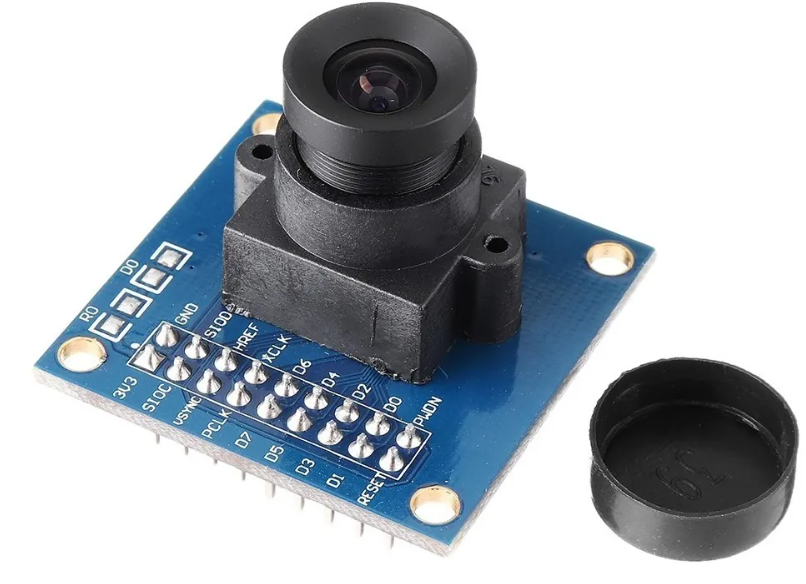 DO
RO
GND
SIOD
HREF
XCLK
D6
D4
D2
D0
PWDN
3V3
SIOC
VSYNC
PCLK
D7
D5
D3
D1
RESET
19